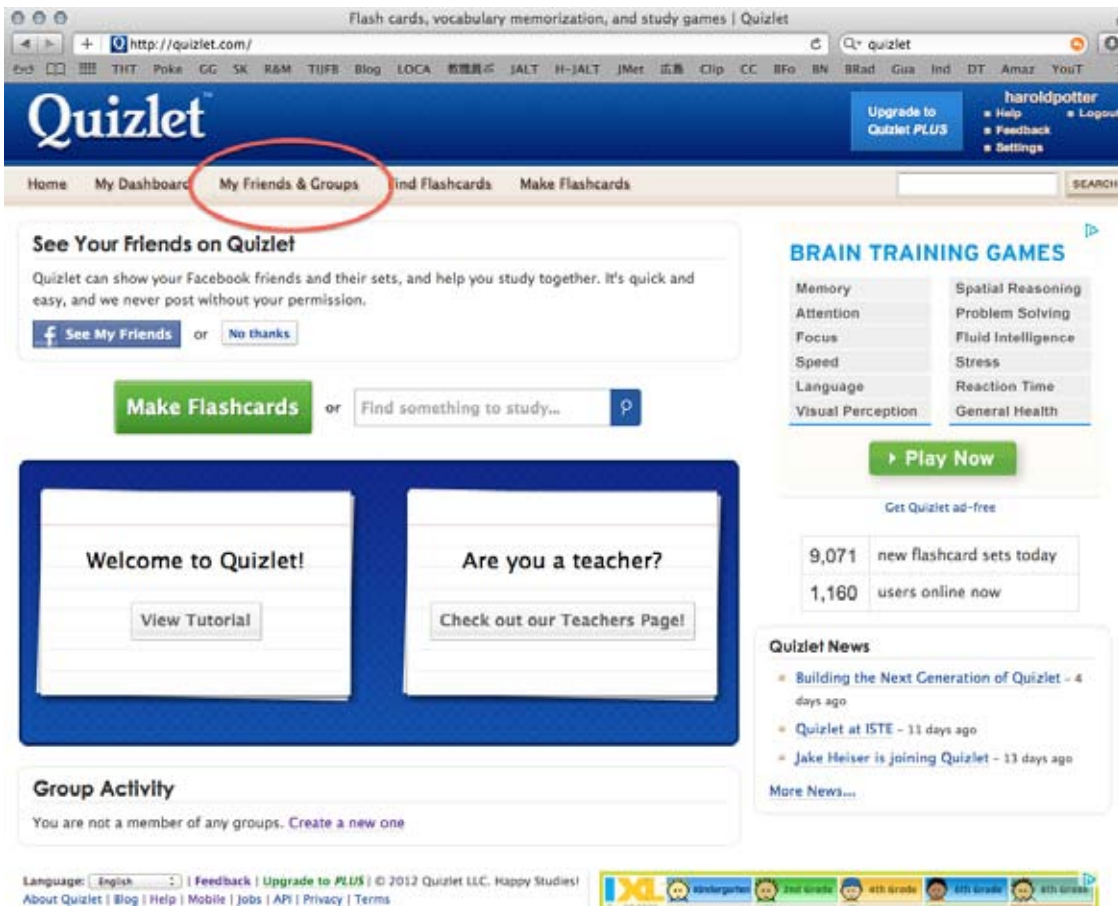 Flash cards, vocabulary memorization, and study games | Quizlet
http://quizlet.com/
quizlet
THT Poke GG SK R&M TUFB Blog LOCA JALT H-JALT JMet 広島 Clip CC BFo BN BRad Gua Ind DT Amaz YouT
Quizlet
Upgrade to
Quizlet PLUS
haroldpotter
Help
Logout
Feedback
Settings
Home My Dashboard My Friends & Groups Find Flashcards Make Flashcards
SEARCH
See Your Friends on Quizlet
Quizlet can show your Facebook friends and their sets, and help you study together. It's quick and
easy, and we never post without your permission.
f See My Friends or No thanks
Make Flashcards or Find something to study...
Welcome to Quizlet!
View Tutorial
Are you a teacher?
Check out our Teachers Page!
Group Activity
You are not a member of any groups. Create a new one
BRAIN TRAINING GAMES
Memory Spatial Reasoning
Attention Problem Solving
Focus Fluid Intelligence
Speed Stress
Language Reaction Time
Visual Perception General Health
Play Now
Get Quizlet ad-free
9,071 new flashcard sets today
1,160 users online now
Quizlet News
Building the Next Generation of Quizlet – 4
days ago
Quizlet at ISTE – 11 days ago
Jake Heiser is joining Quizlet – 13 days ago
More News...
Language: English | Feedback | Upgrade to PLUS | © 2012 Quizlet LLC. Happy Studies!
About Quizlet | Blog | Help | Mobile | Jobs | API | Privacy | Terms
IXL kindergarten 2nd Grade 4th Grade 6th Grade 8th Grade